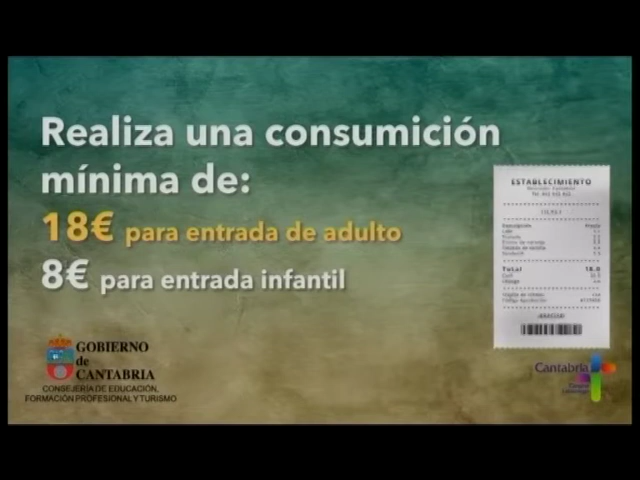 Realiza una consumición
mínima de:
18€ para entrada de adulto
8€ para entrada infantil
ESTABLECIMIENTO
Total 18.0
GOBIERNO
de
CANTABRIA
CONSEJERÍA DE EDUCACIÓN,
FORMACIÓN PROFESIONAL Y TURISMO
Cantabria